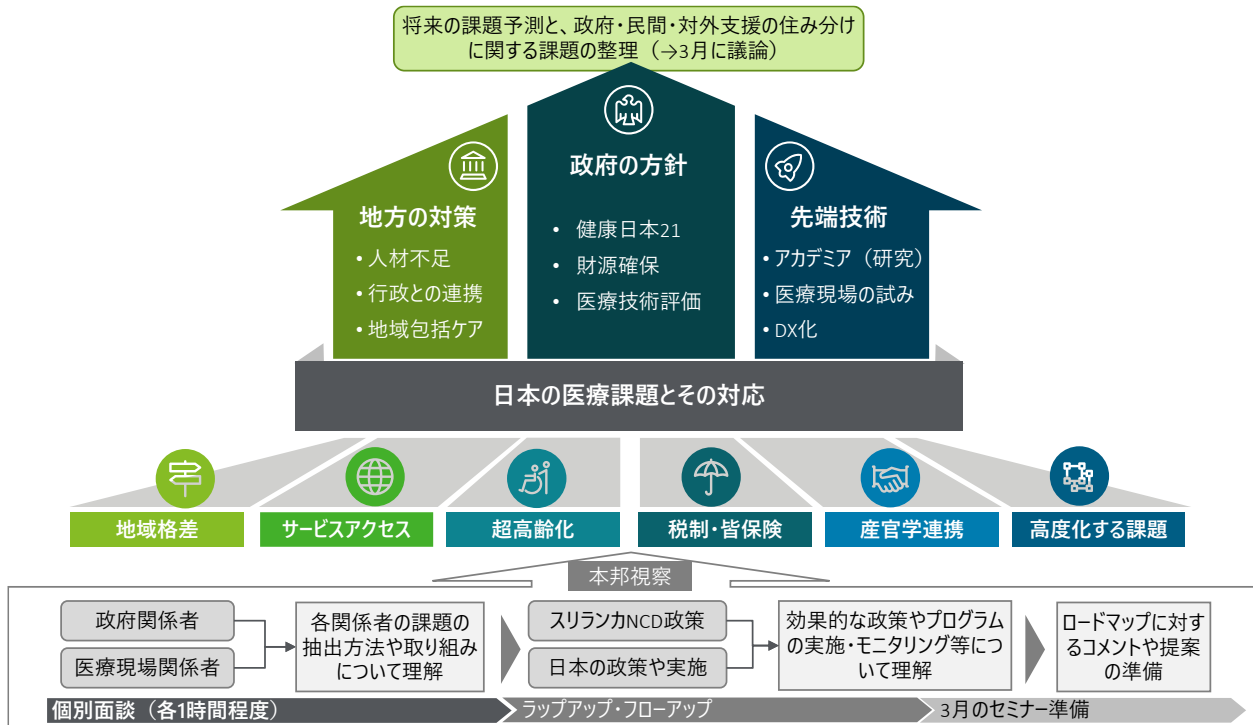 将来の課題予測と、政府・民間・対外支援の住み分け
に関する課題の整理（→3月に議論）
地方の対策
• 人材不足
• 行政との連携
• 地域包括ケア
政府の方針
• 健康日本21
• 財源確保
• 医療技術評価
先端技術
• アカデミア（研究）
• 医療現場の試み
• DX化
日本の医療課題とその対応
地域格差
サービスアクセス
超高齢化
税制・皆保険
産官学連携
高度化する課題
本邦視察
政府関係者
医療現場関係者
各関係者の課題の
抽出方法や取り組み
について理解
スリランカNCD政策
日本の政策や実施
効果的な政策やプログラム
の実施・モニタリング等につ
いて理解
ロードマップに対す
るコメントや提案
の準備
個別面談（各1時間程度）
ラップアップ・フローアップ
3月のセミナー準備